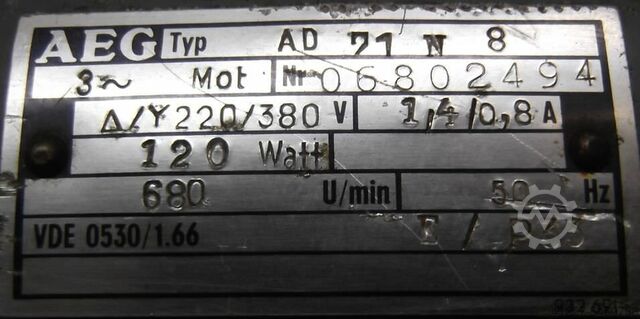 AEG Typ AD 71 N 8
3~ Mot Nr 06802494
Δ/Y 220/380 V 1,4/0,8 A
120 Watt
680 U/min 50 Hz
VDE 0530/1.66 E /